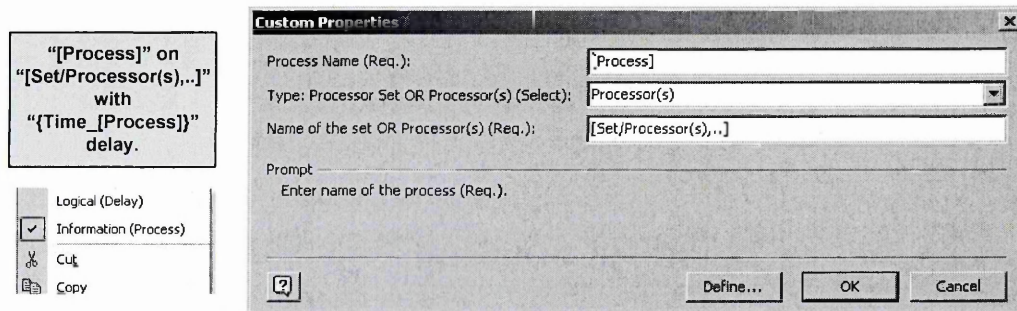 “[Process]” on
“[Set/Processor(s),..]”
with
“{Time_[Process]}”
delay.
Logical (Delay)
Information (Process)
Cut
Copy
Custom Properties
Process Name (Req.):
[Process]
Type: Processor Set OR Processor(s) (Select):
Processor(s)
Name of the set OR Processor(s) (Req.):
[Set/Processor(s),..]
Prompt
Enter name of the process (Req.).
Define...
OK
Cancel